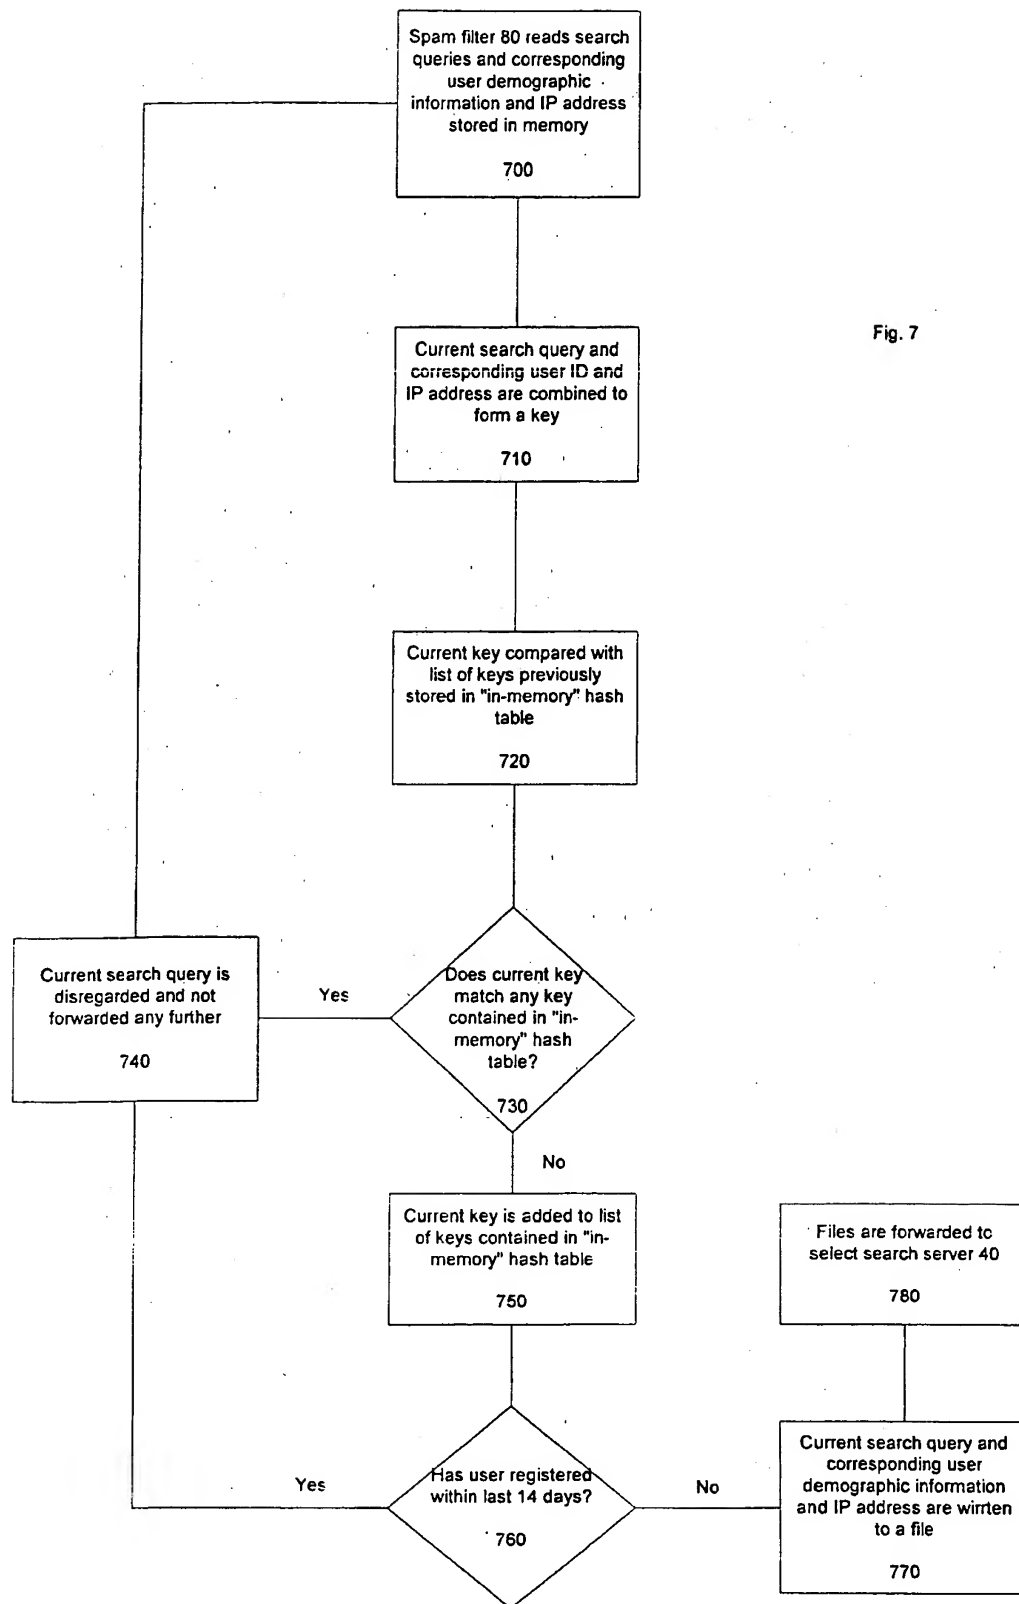 Spam filter 80 reads search
queries and corresponding
user demographic
information and IP address
stored in memory
700
Fig. 7
Current search query and
corresponding user ID and
IP address are combined to
form a key
710
Current key compared with
list of keys previously
stored in "in-memory" hash
table
720
Current search query is
disregarded and not
forwarded any further
740
Yes
Does current key
match any key
contained in "in-
memory" hash
table?
730
No
Current key is added to list
of keys contained in "in-
memory" hash table
750
Files are forwarded to
select search server 40
780
Yes
Has user registered
within last 14 days?
760
No
Current search query and
corresponding user
demographic information
and IP address are wirrten
to a file
770